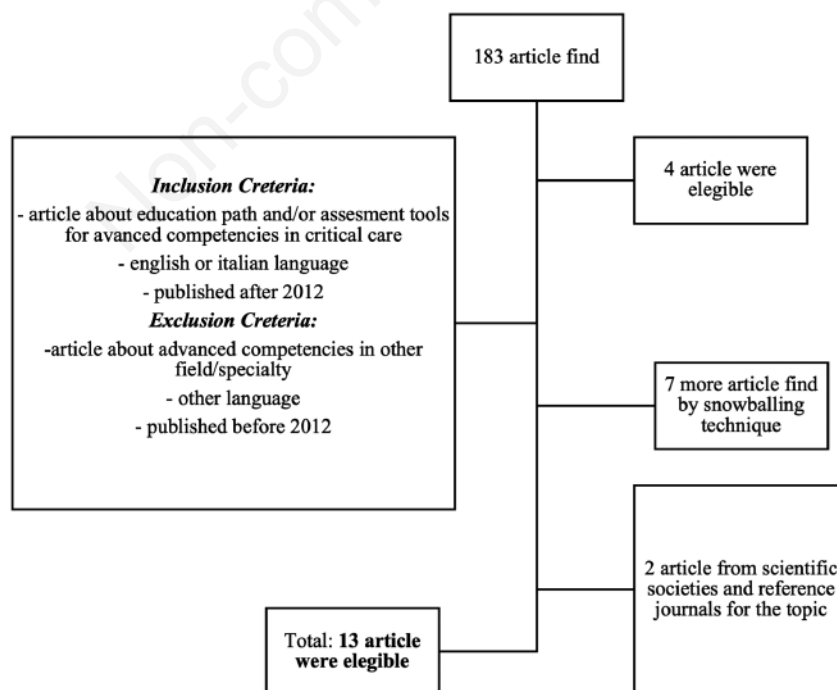 Non-com
183 article find
4 article were
elegible
Inclusion Creteria:
- article about education path and/or assesment tools
for avanced competencies in critical care
- english or italian language
- published after 2012
Exclusion Creteria:
-article about advanced competencies in other
field/specialty
- other language
- published before 2012
7 more article find
by snowballing
technique
2 article from scientific
societies and reference
journals for the topic
Total: 13 article
were elegible